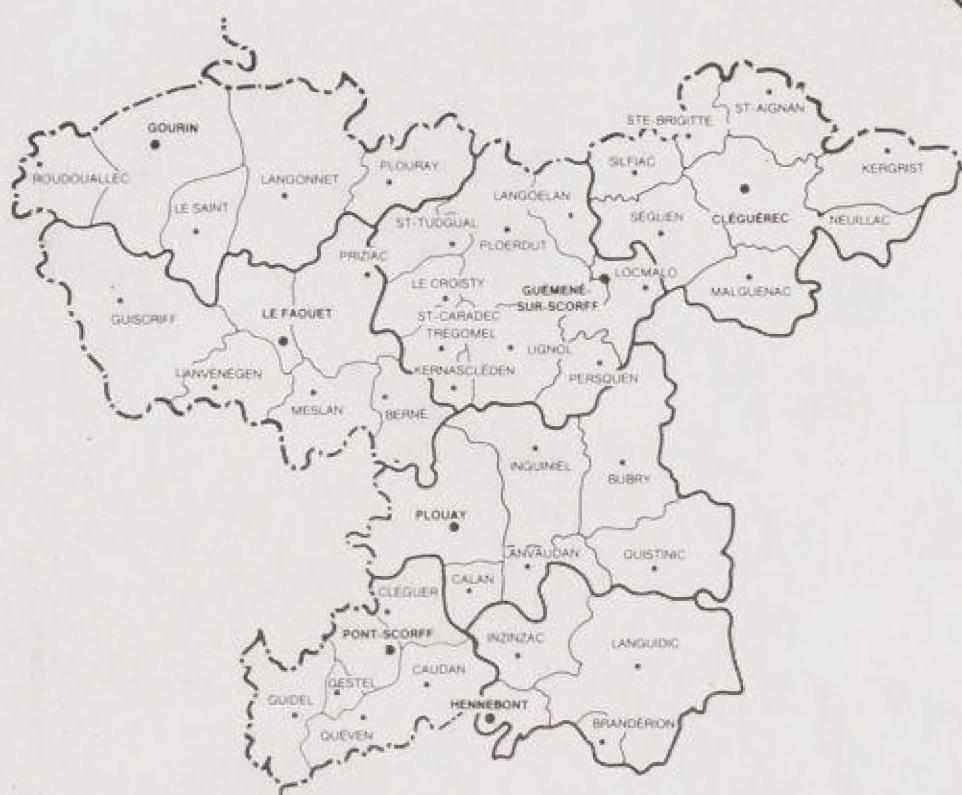 GOURIN
ROUDOUALLEC
LE SAINT
LANGONNET
PLOURAY
STE-BRIGITTE
ST-AIGNAN
SILFIAC
KERGRIST
SÉGLIEN
CLÉGUÉREC
NEUILLAC
MALGUENAC
LANGOELAN
ST-TUDGUAL
PLOERDUT
PRIZIAC
LE CROISTY
GUÉMENÉ-
SUR-SCORFF
LOCMALO
ST-CARADEC
TRÉGOMEL
LIGNOL
KERNASCLÉDEN
PERSQUEN
GUISCRIFF
LE FAOUET
LANVÉNÉGEN
MESLAN
BERNÉ
INGUINIEL
BUBRY
PLOUAY
LANVAUDAN
QUISTINIC
CALAN
CLÉGUER
PONT-SCORFF
INZINZAC
LANGUIDIC
GESTEL
CAUDAN
GUIDEL
QUÉVEN
HENNEBONT
BRANDÉRION